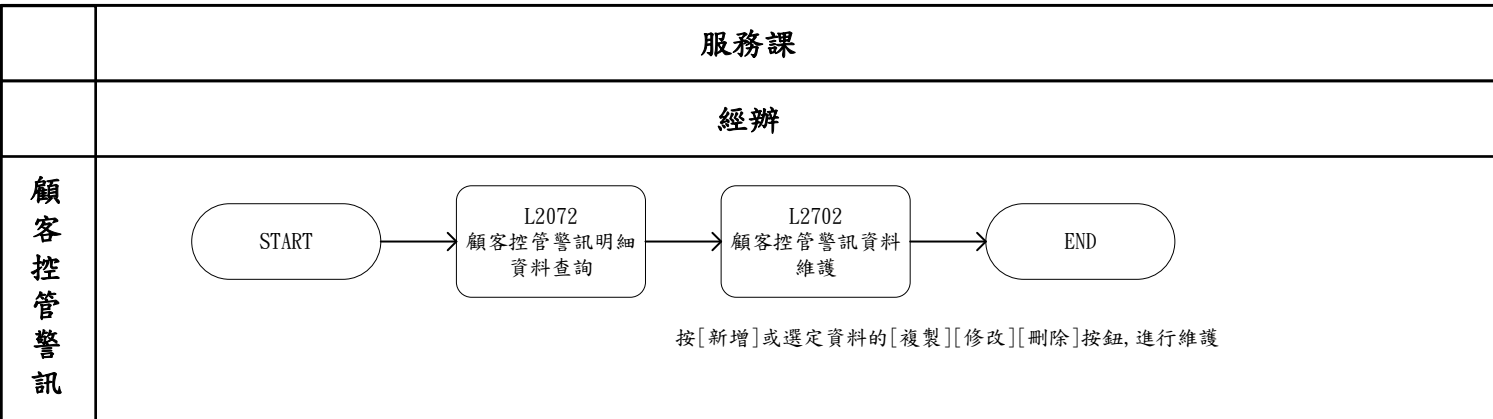 服務課
經辦
顧客控管警訊
START
L2072
顧客控管警訊明細
資料查詢
L2702
顧客控管警訊資料
維護
END
按[新增]或選定資料的[複製][修改][刪除]按鈕,進行維護